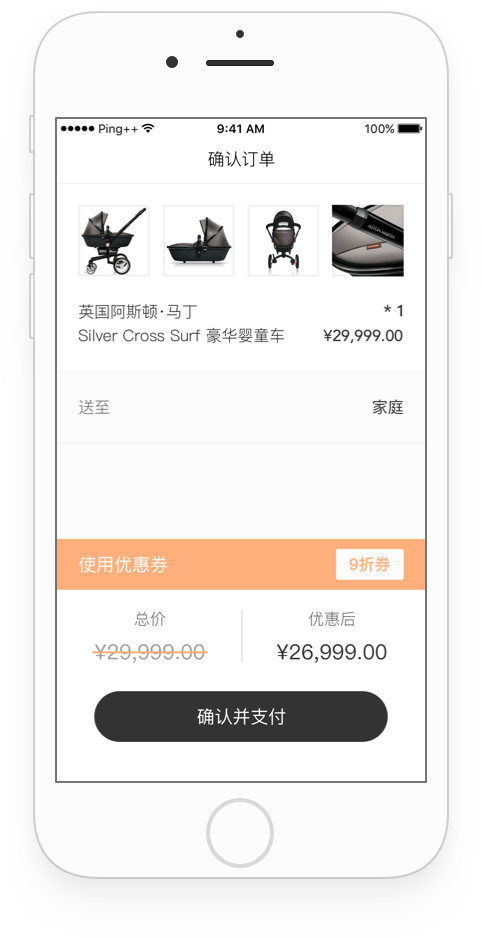 ●●●●● Ping++ 9:41 AM 100%
确认订单
英国阿斯顿·马丁 * 1
Silver Cross Surf 豪华婴童车 ¥29,999.00
送至 家庭
使用优惠券 9折券
总价 优惠后
¥29,999.00 ¥26,999.00
确认并支付